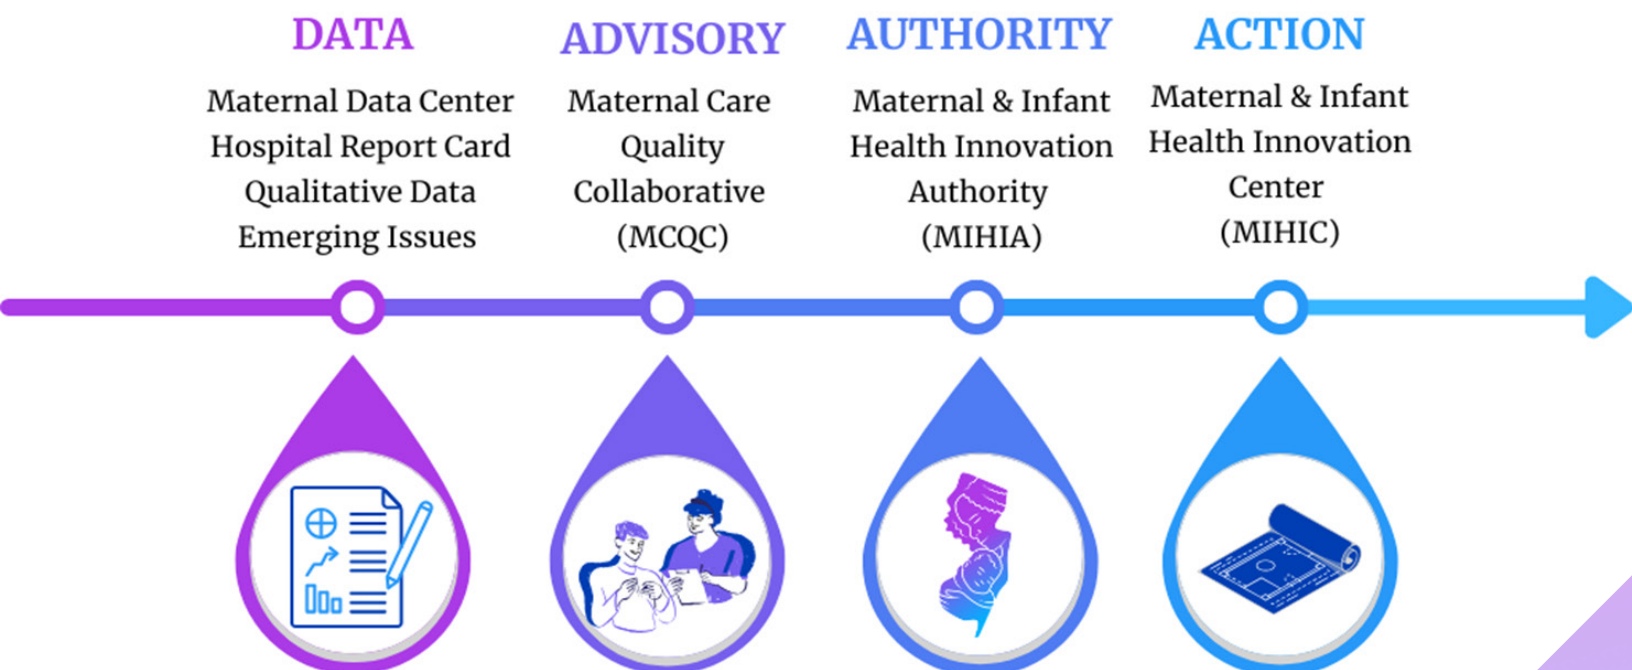 DATA
Maternal Data Center
Hospital Report Card
Qualitative Data
Emerging Issues
ADVISORY
Maternal Care
Quality
Collaborative
(MCQC)
AUTHORITY
Maternal & Infant
Health Innovation
Authority
(MIHIA)
ACTION
Maternal & Infant
Health Innovation
Center
(MIHIC)